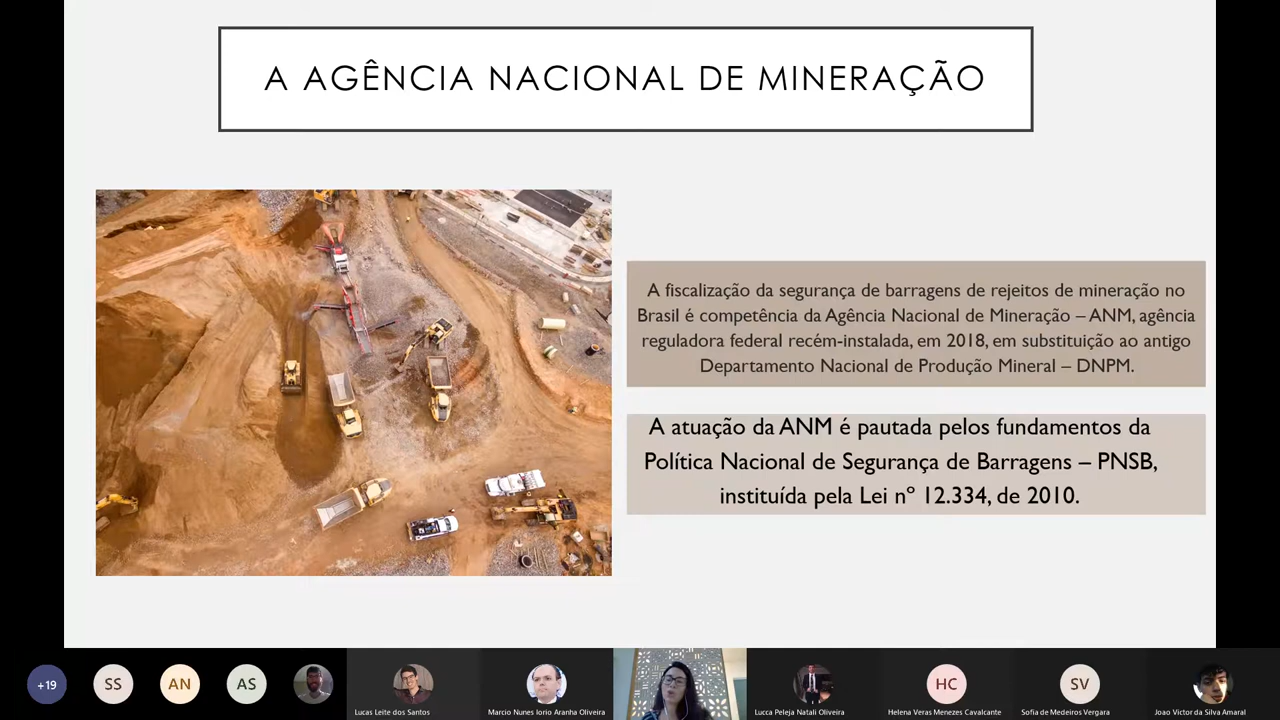 A AGÊNCIA NACIONAL DE MINERAÇÃO
A fiscalização da segurança de barragens de rejeitos de mineração no
Brasil é competência da Agência Nacional de Mineração – ANM, agência
reguladora federal recém-instalada, em 2018, em substituição ao antigo
Departamento Nacional de Produção Mineral – DNPM.
A atuação da ANM é pautada pelos fundamentos da
Política Nacional de Segurança de Barragens – PNSB,
instituída pela Lei nº 12.334, de 2010.
+19
SS
AN
AS
HC
SV
Lucas Leite dos Santos
Marcio Nunes Iorio Aranha Oliveira
Lucca Peleja Natali Oliveira
Helena Veras Menezes Cavalcante
Sofia de Medeiros Vergara
Joao Victor da Silva Amaral